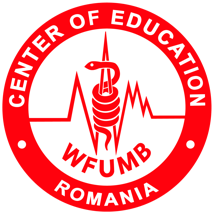 CENTER OF EDUCATION
WFUMB
ROMANIA